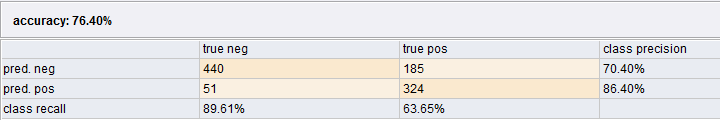 accuracy: 76.40%
true neg true pos class precision
pred. neg 440 185 70.40%
pred. pos 51 324 86.40%
class recall 89.61% 63.65%